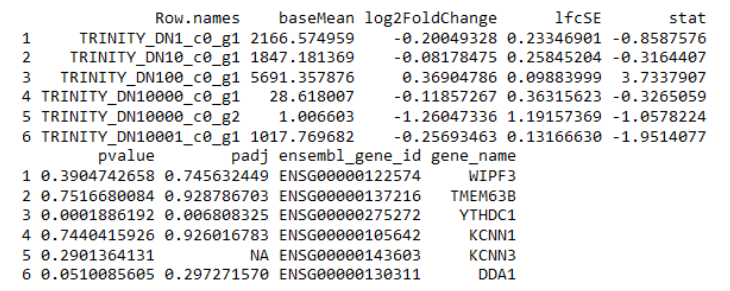 Row.names baseMean log2FoldChange lfcSE stat
1 TRINITY_DN1_c0_g1 2166.574959 -0.20049328 0.23346901 -0.8587576
2 TRINITY_DN10_c0_g1 1847.181369 -0.08178475 0.25845204 -0.3164407
3 TRINITY_DN100_c0_g1 5691.357876 0.36904786 0.09883999 3.7337907
4 TRINITY_DN10000_c0_g1 28.618007 -0.11857267 0.36315623 -0.3265059
5 TRINITY_DN10000_c0_g2 1.006603 -1.26047336 1.19157369 -1.0578224
6 TRINITY_DN10001_c0_g1 1017.769682 -0.25693463 0.13166630 -1.9514077
pvalue padj ensembl_gene_id gene_name
1 0.3904742658 0.745632449 ENSG00000122574 WIPF3
2 0.7516680084 0.928786703 ENSG00000137216 TMEM63B
3 0.0001886192 0.006808325 ENSG00000275272 YTHDC1
4 0.7440415926 0.926016783 ENSG00000105642 KCNN1
5 0.2901364131 NA ENSG00000143603 KCNN3
6 0.0510085605 0.297271570 ENSG00000130311 DDA1